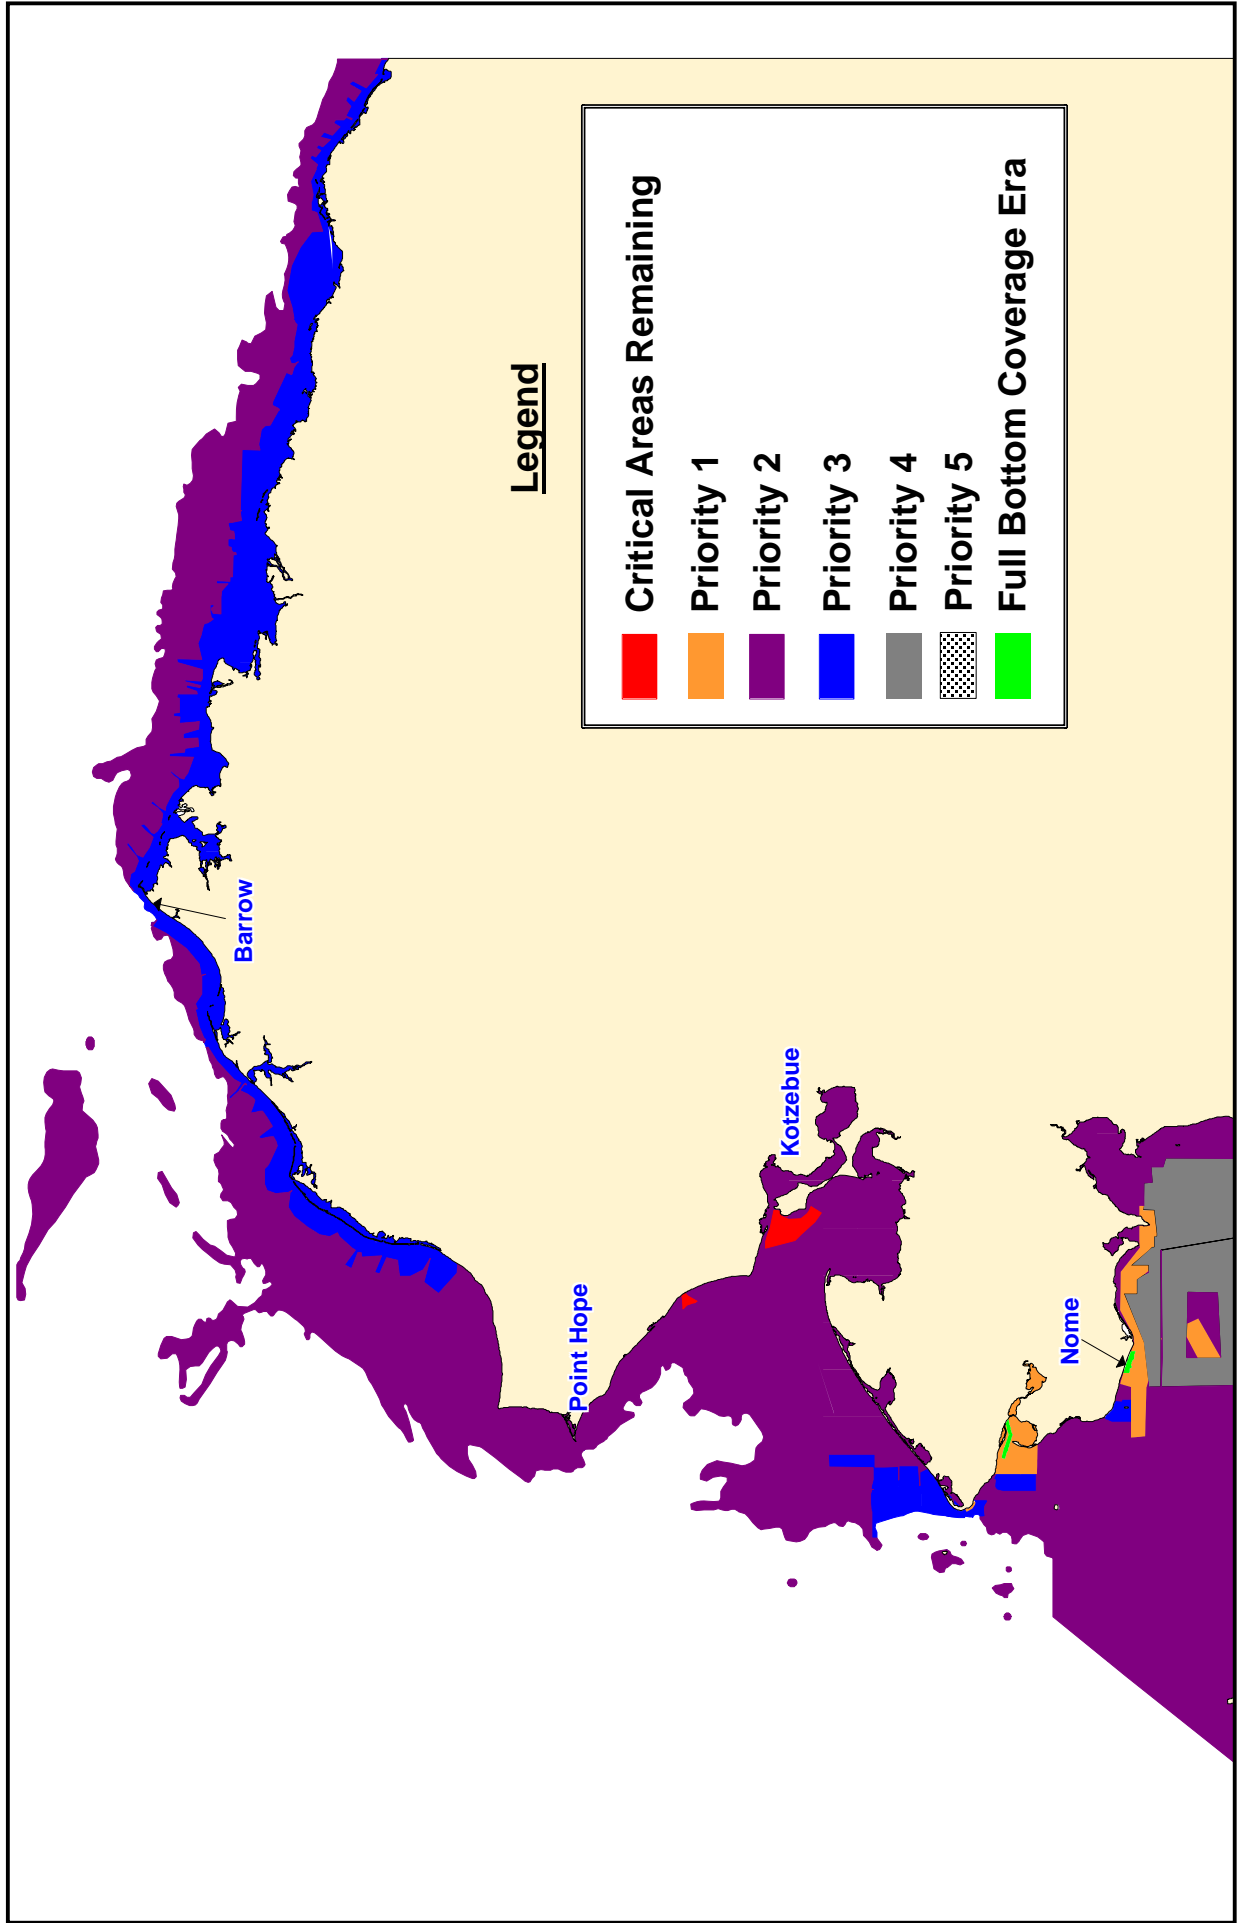 Barrow
Point Hope
Kotzebue
Nome
Legend
Critical Areas Remaining
Priority 1
Priority 2
Priority 3
Priority 4
Priority 5
Full Bottom Coverage Era